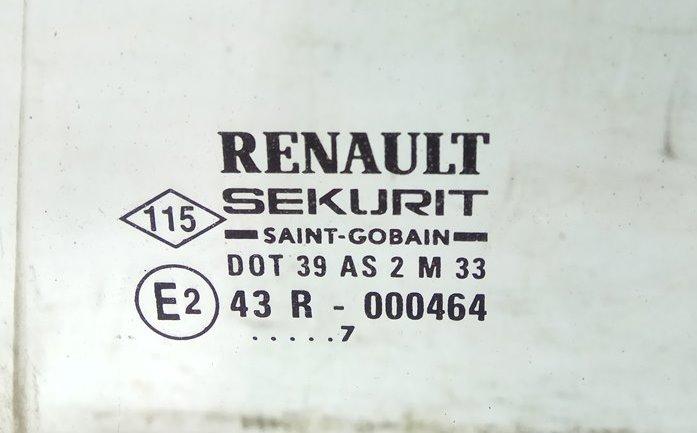 RENAULT
SEKURIT
115
SAINT-GOBAIN
DOT 39 AS 2 M 33
E2 43 R - 000464
.....7